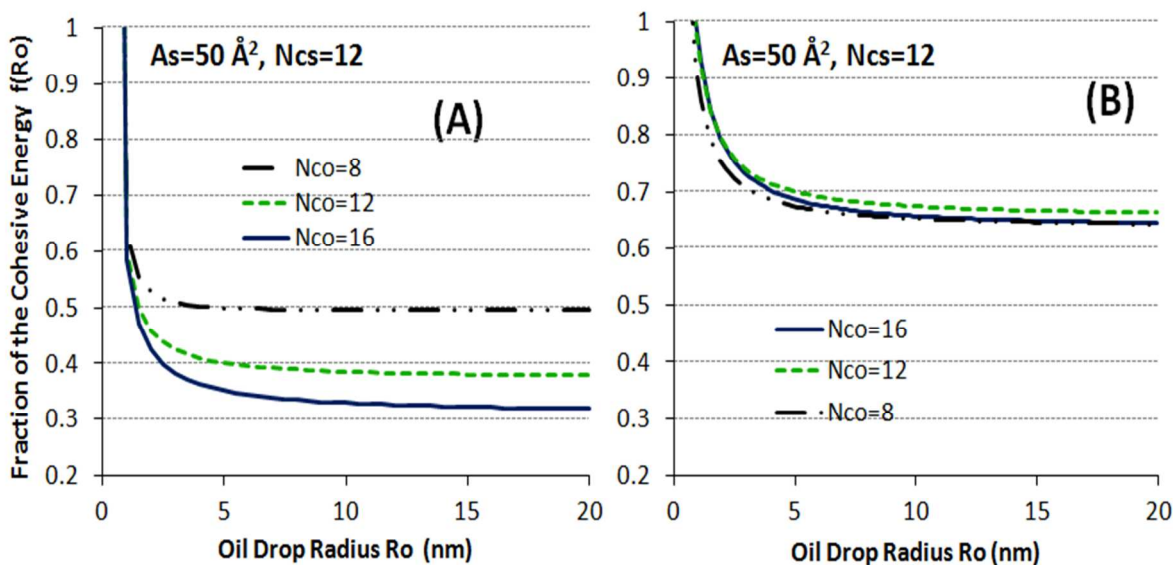 Fraction of the Cohesive Energy f(Ro)
1
0.9
0.8
0.7
0.6
0.5
0.4
0.3
0.2
As=50 Å², Ncs=12
(A)
Nco=8
Nco=12
Nco=16
0 5 10 15 20
Oil Drop Radius Ro (nm)
1
0.9
0.8
0.7
0.6
0.5
0.4
0.3
0.2
As=50 Å², Ncs=12
(B)
Nco=16
Nco=12
Nco=8
0 5 10 15 20
Oil Drop Radius Ro (nm)